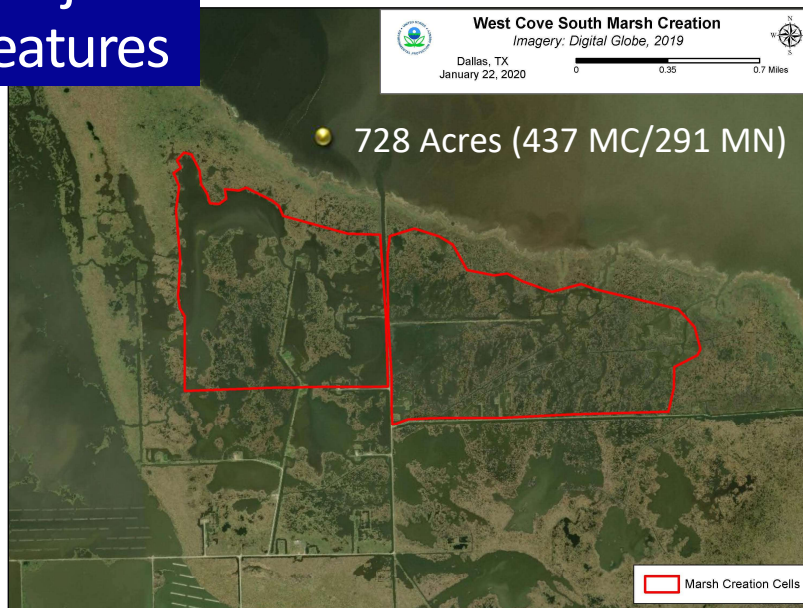 eatures
West Cove South Marsh Creation
Imagery: Digital Globe, 2019
Dallas, TX
January 22, 2020
0 0.35 0.7 Miles
N
W
S
728 Acres (437 MC/291 MN)
Marsh Creation Cells